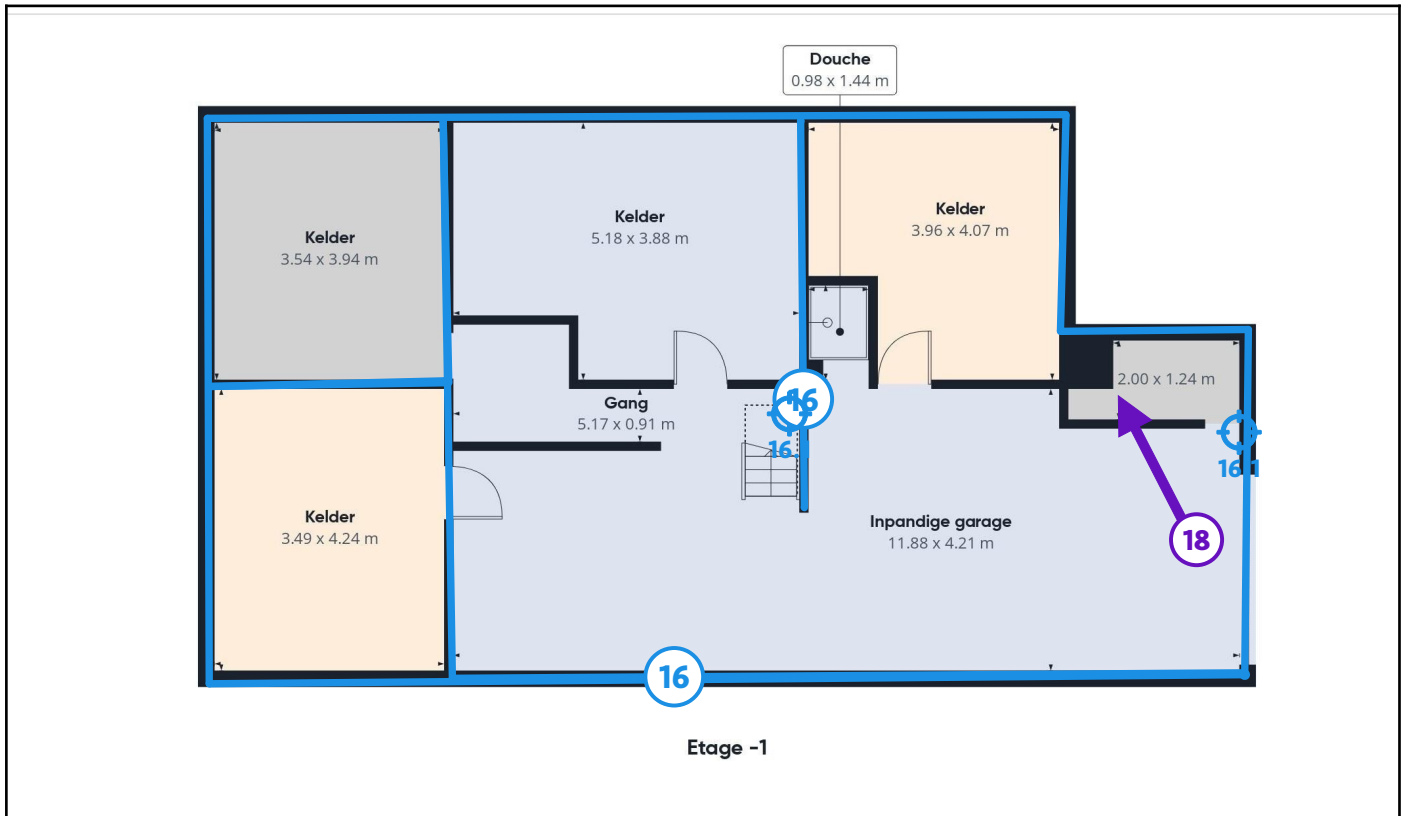 Douche
0.98 x 1.44 m
Kelder
3.54 x 3.94 m
Kelder
5.18 x 3.88 m
Kelder
3.96 x 4.07 m
2.00 x 1.24 m
16
16
Gang
5.17 x 0.91 m
16.1
Kelder
3.49 x 4.24 m
Inpandige garage
11.88 x 4.21 m
18
16
Etage -1